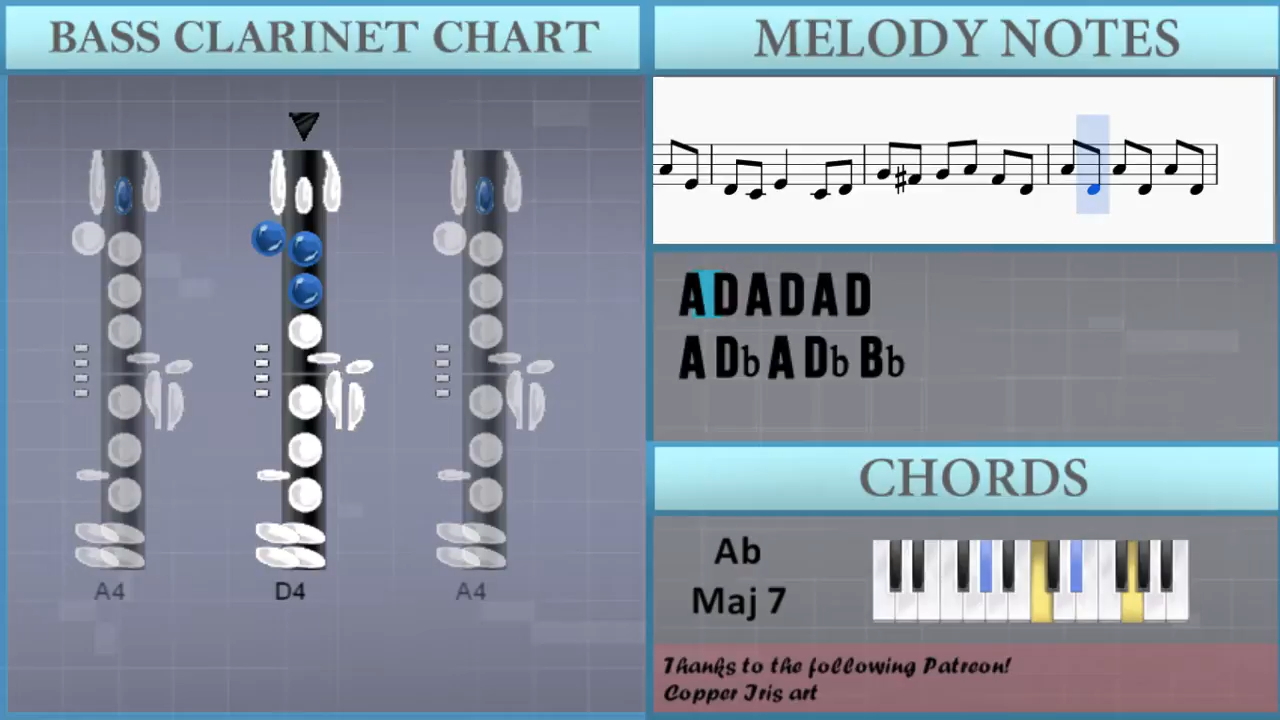 BASS CLARINET CHART
A4
D4
A4
MELODY NOTES
A D A D A D
A Db A Db Bb
CHORDS
Ab
Maj 7
Thanks to the following Patreon!
Copper Iris art